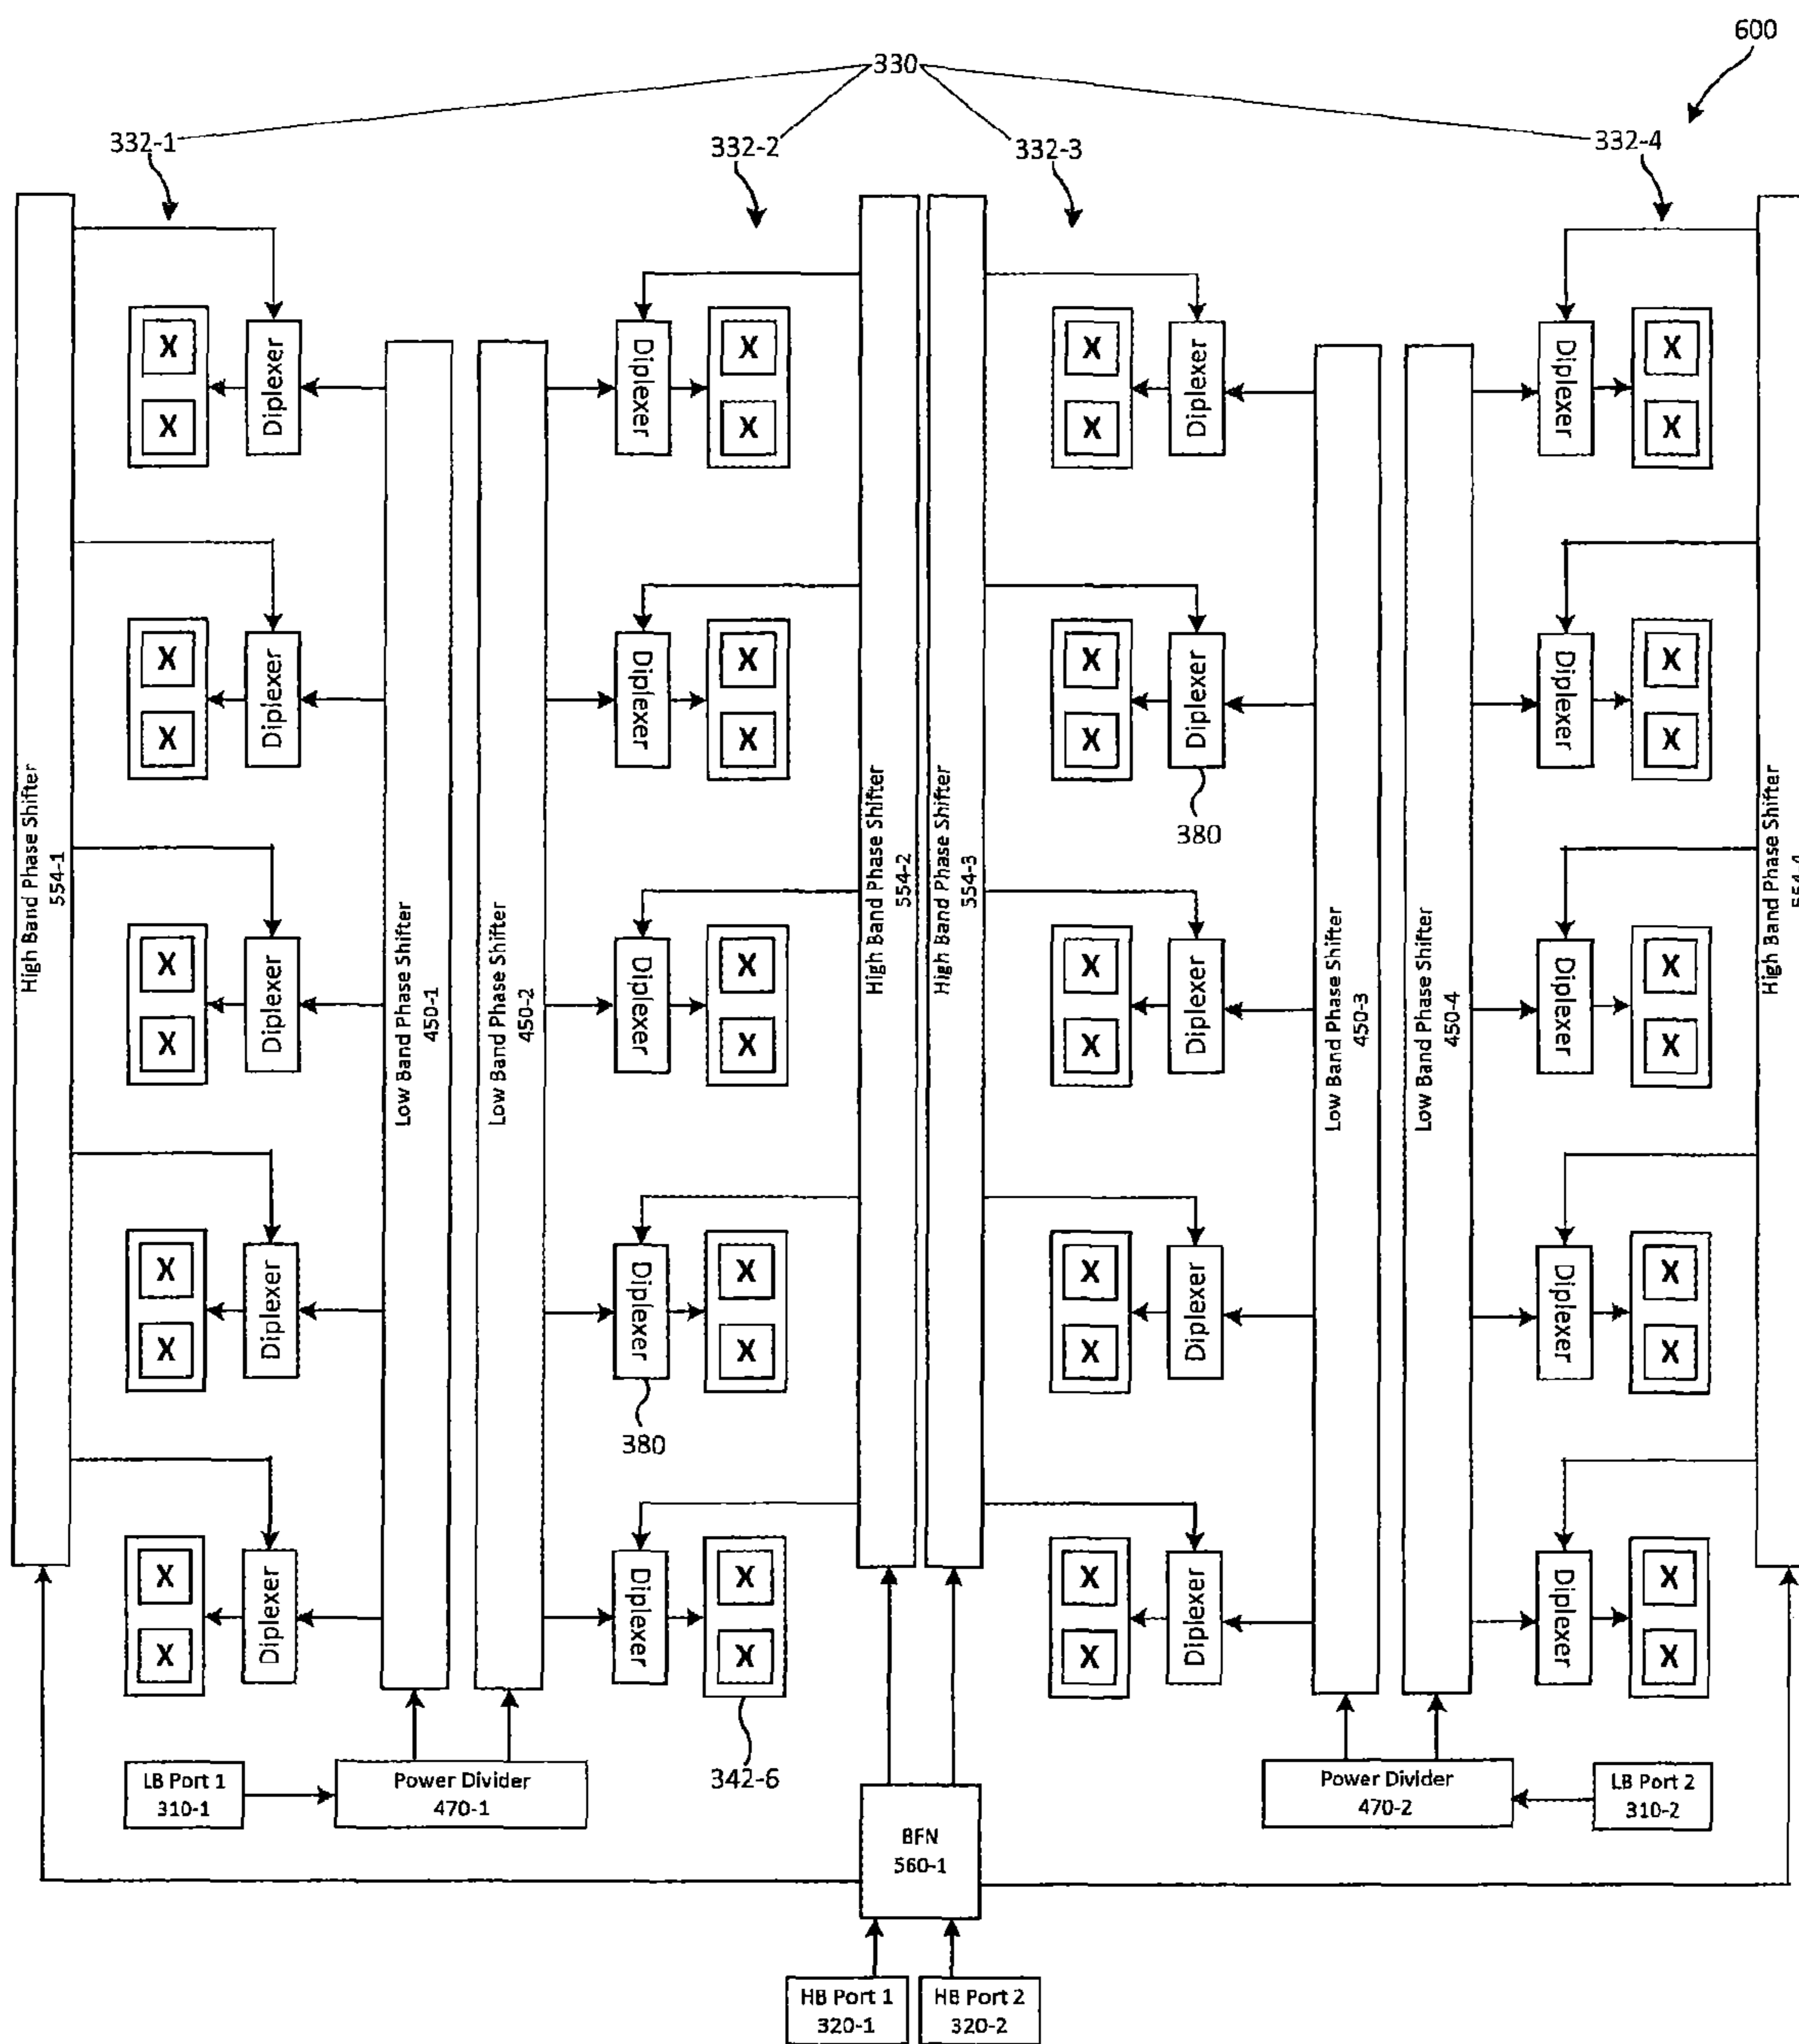 600
330
332-1
332-2
332-3
332-4
High Band Phase Shifter
554-1
X
X
Diplexer
Low Band Phase Shifter
450-1
Low Band Phase Shifter
450-2
Diplexer
X
X
High Band Phase Shifter
554-2
High Band Phase Shifter
554-3
X
X
Diplexer
Low Band Phase Shifter
450-3
Low Band Phase Shifter
450-4
Diplexer
X
X
High Band Phase Shifter
554-4
X
X
Diplexer
Diplexer
X
X
X
X
Diplexer
380
Diplexer
X
X
X
X
Diplexer
Diplexer
X
X
X
X
Diplexer
Diplexer
X
X
X
X
Diplexer
Diplexer
380
X
X
X
X
Diplexer
Diplexer
X
X
X
X
Diplexer
Diplexer
X
X
342-6
X
X
Diplexer
Diplexer
X
X
LB Port 1
310-1
Power Divider
470-1
BFN
560-1
Power Divider
470-2
LB Port 2
310-2
HB Port 1
320-1
HB Port 2
320-2